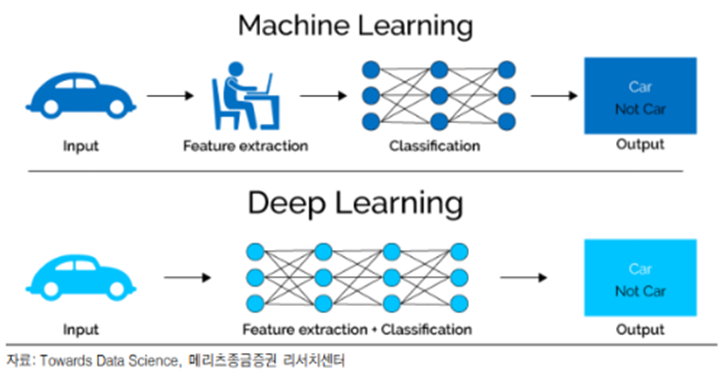 Machine Learning
Car
Not Car
Input
Feature extraction
Classification
Output
Deep Learning
Car
Not Car
Input
Feature extraction + Classification
Output
자료: Towards Data Science, 메리츠종금증권 리서치센터